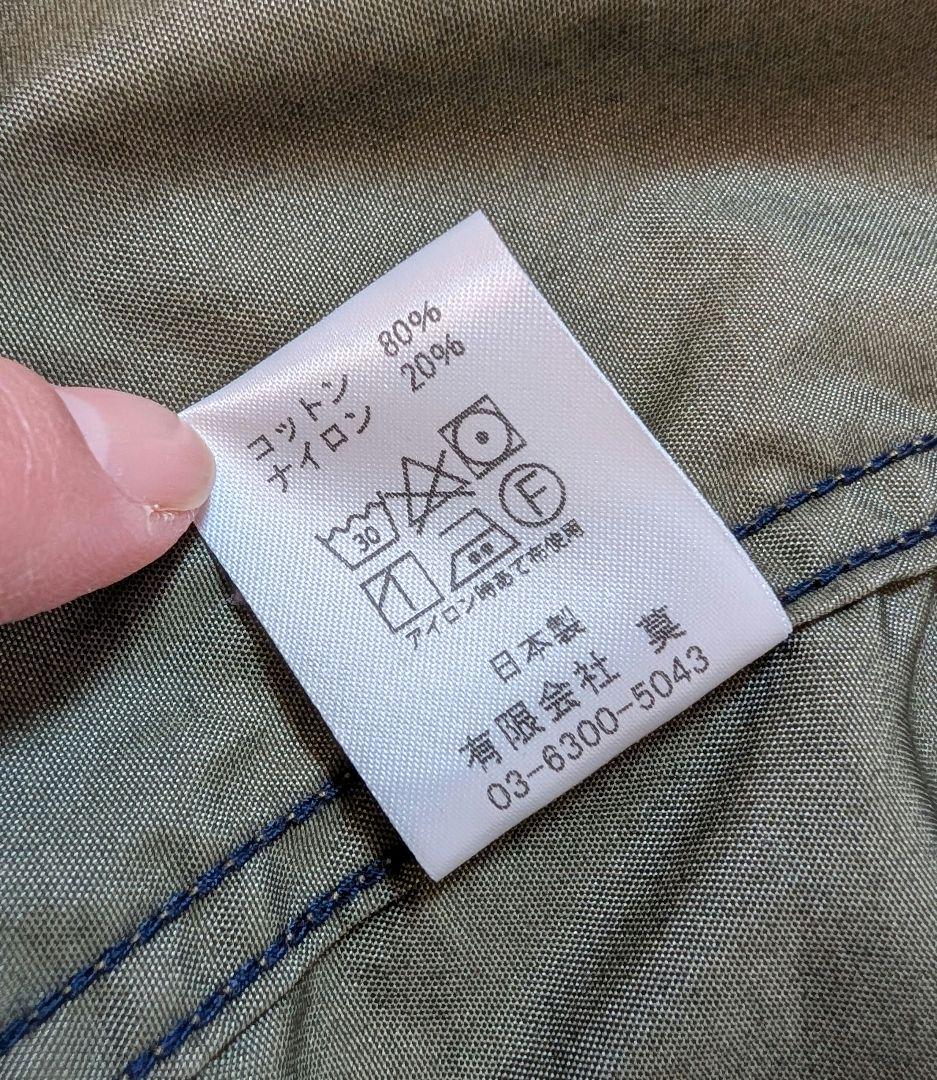 コットン 80%
ナイロン 20%
30
F
アイロン時あて布使用
日本製
有限会社 莫
03-6300-5043